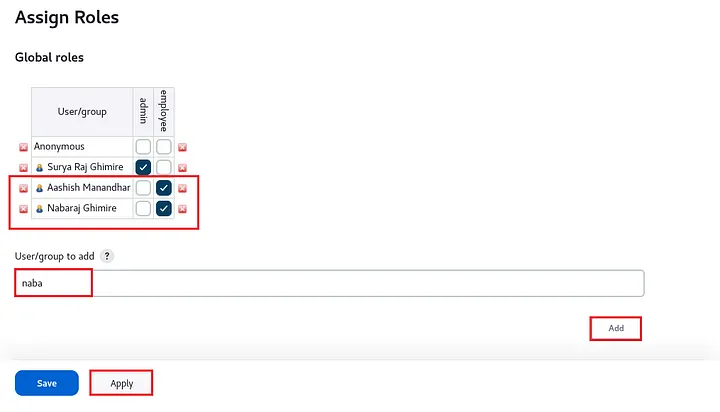 Assign Roles
Global roles
User/group
admin
employee
Anonymous
Surya Raj Ghimire
Aashish Manandhar
Nabaraj Ghimire
User/group to add ?
naba
Add
Save Apply